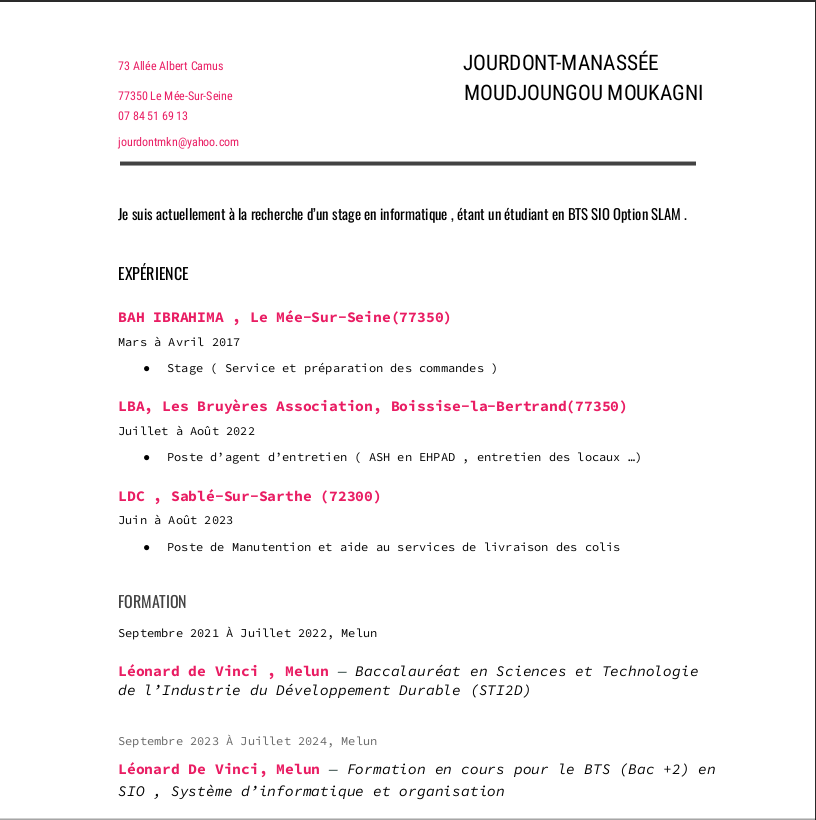 73 Allée Albert Camus
77350 Le Mée-Sur-Seine
07 84 51 69 13
jourdontmkn@yahoo.com
JOURDONT-MANASSÉE
MOUDJOUNGOU MOUKAGNI
Je suis actuellement à la recherche d’un stage en informatique , étant un étudiant en BTS SIO Option SLAM .
EXPÉRIENCE
BAH IBRAHIMA , Le Mée-Sur-Seine(77350)
Mars à Avril 2017
● Stage ( Service et préparation des commandes )
LBA, Les Bruyères Association, Boissise-la-Bertrand(77350)
Juillet à Août 2022
● Poste d’agent d’entretien ( ASH en EHPAD , entretien des locaux …)
LDC , Sablé-Sur-Sarthe (72300)
Juin à Août 2023
● Poste de Manutention et aide au services de livraison des colis
FORMATION
Septembre 2021 À Juillet 2022, Melun
Léonard de Vinci , Melun — Baccalauréat en Sciences et Technologie
de l’Industrie du Développement Durable (STI2D)
Septembre 2023 À Juillet 2024, Melun
Léonard De Vinci, Melun — Formation en cours pour le BTS (Bac +2) en
SIO , Système d’informatique et organisation